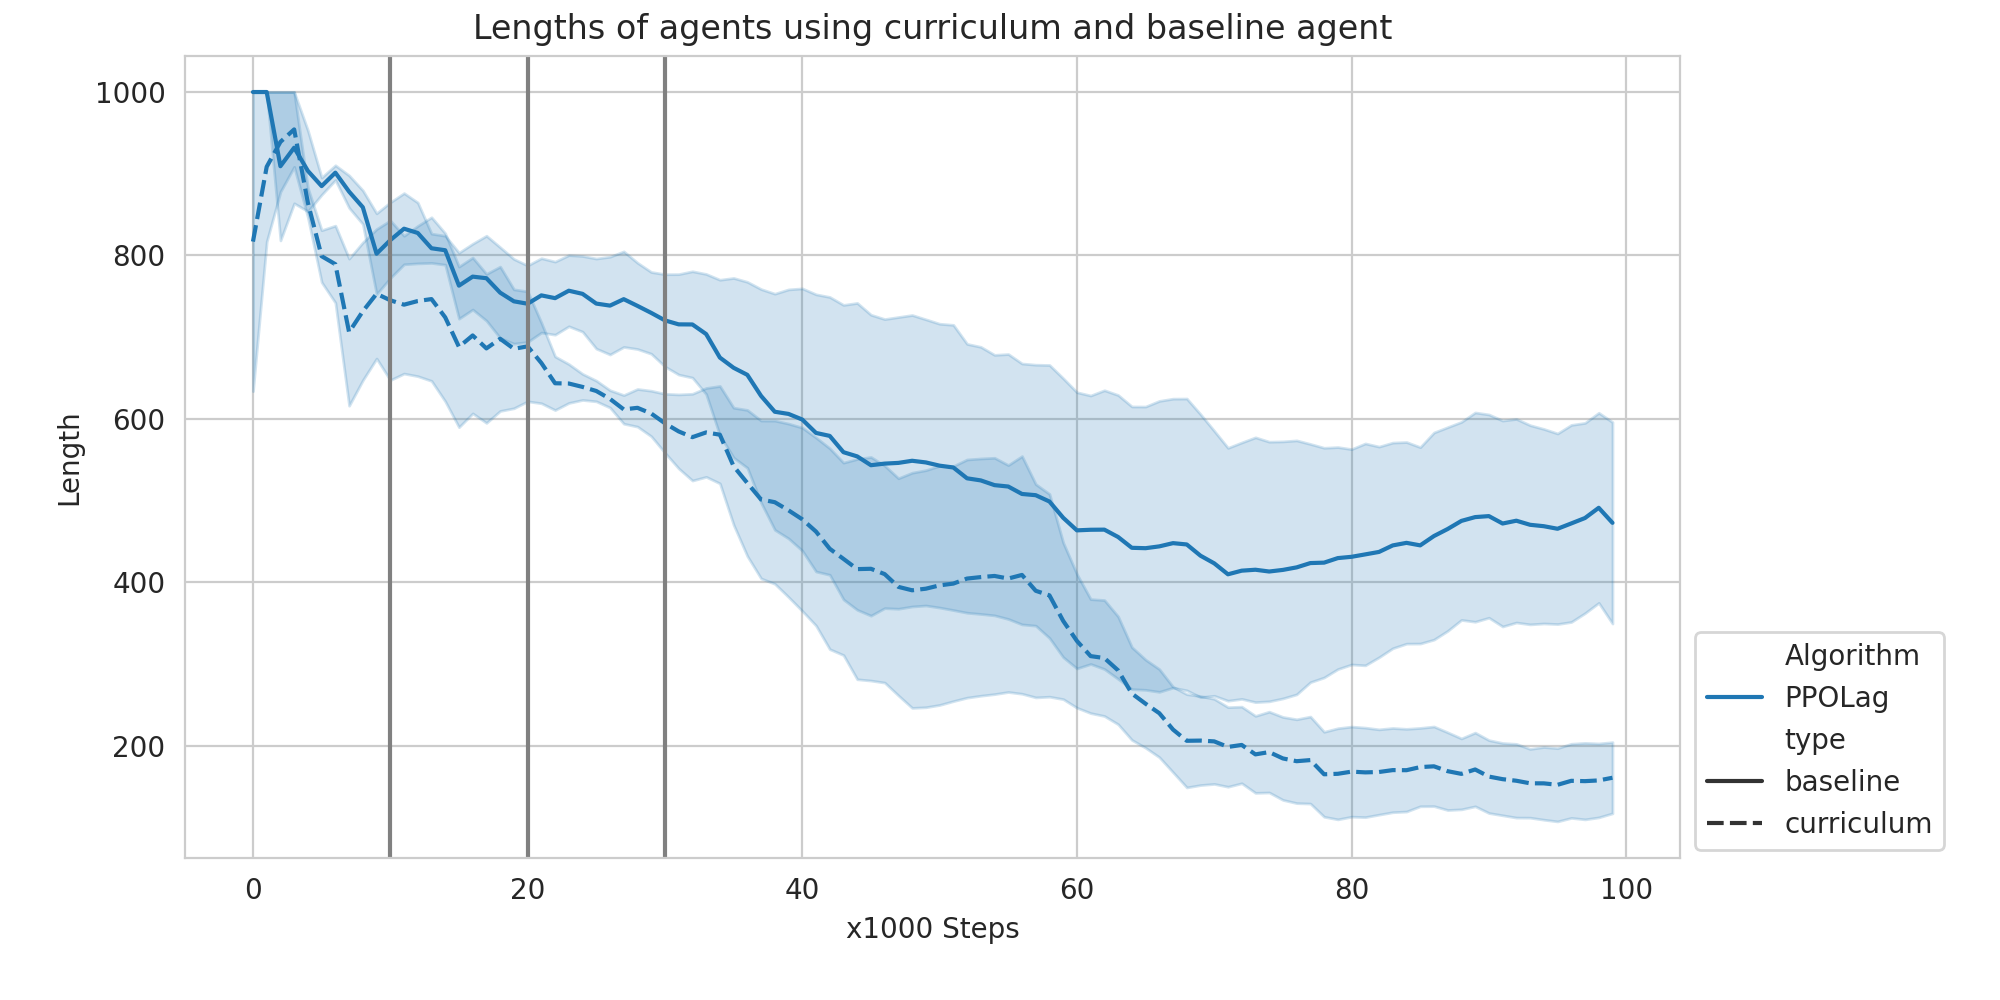 Lengths of agents using curriculum and baseline agent
1000
800
600
400
200
Length
0
20
40
60
80
100
x1000 Steps
Algorithm
PPOLag
type
baseline
curriculum